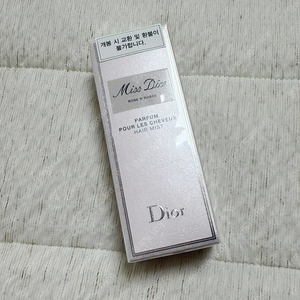 개봉 시 교환 및 환불이
불가합니다.
Miss Dior
ROSE N'ROSES
PARFUM
POUR LES CHEVEUX
HAIR MIST
Dior